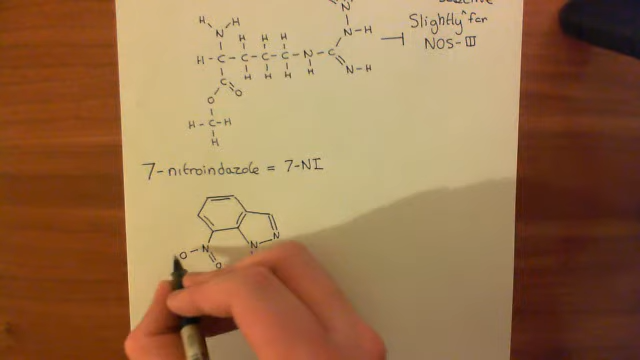 Slightly ^ for
NOS-III
N
N-H
H H
N H H H H
H-C-C-C-C-C-N-C
H H H H H N-H
C
O O
H-C-H
H
7-nitroindazole = 7-NI
N
O-N N
O